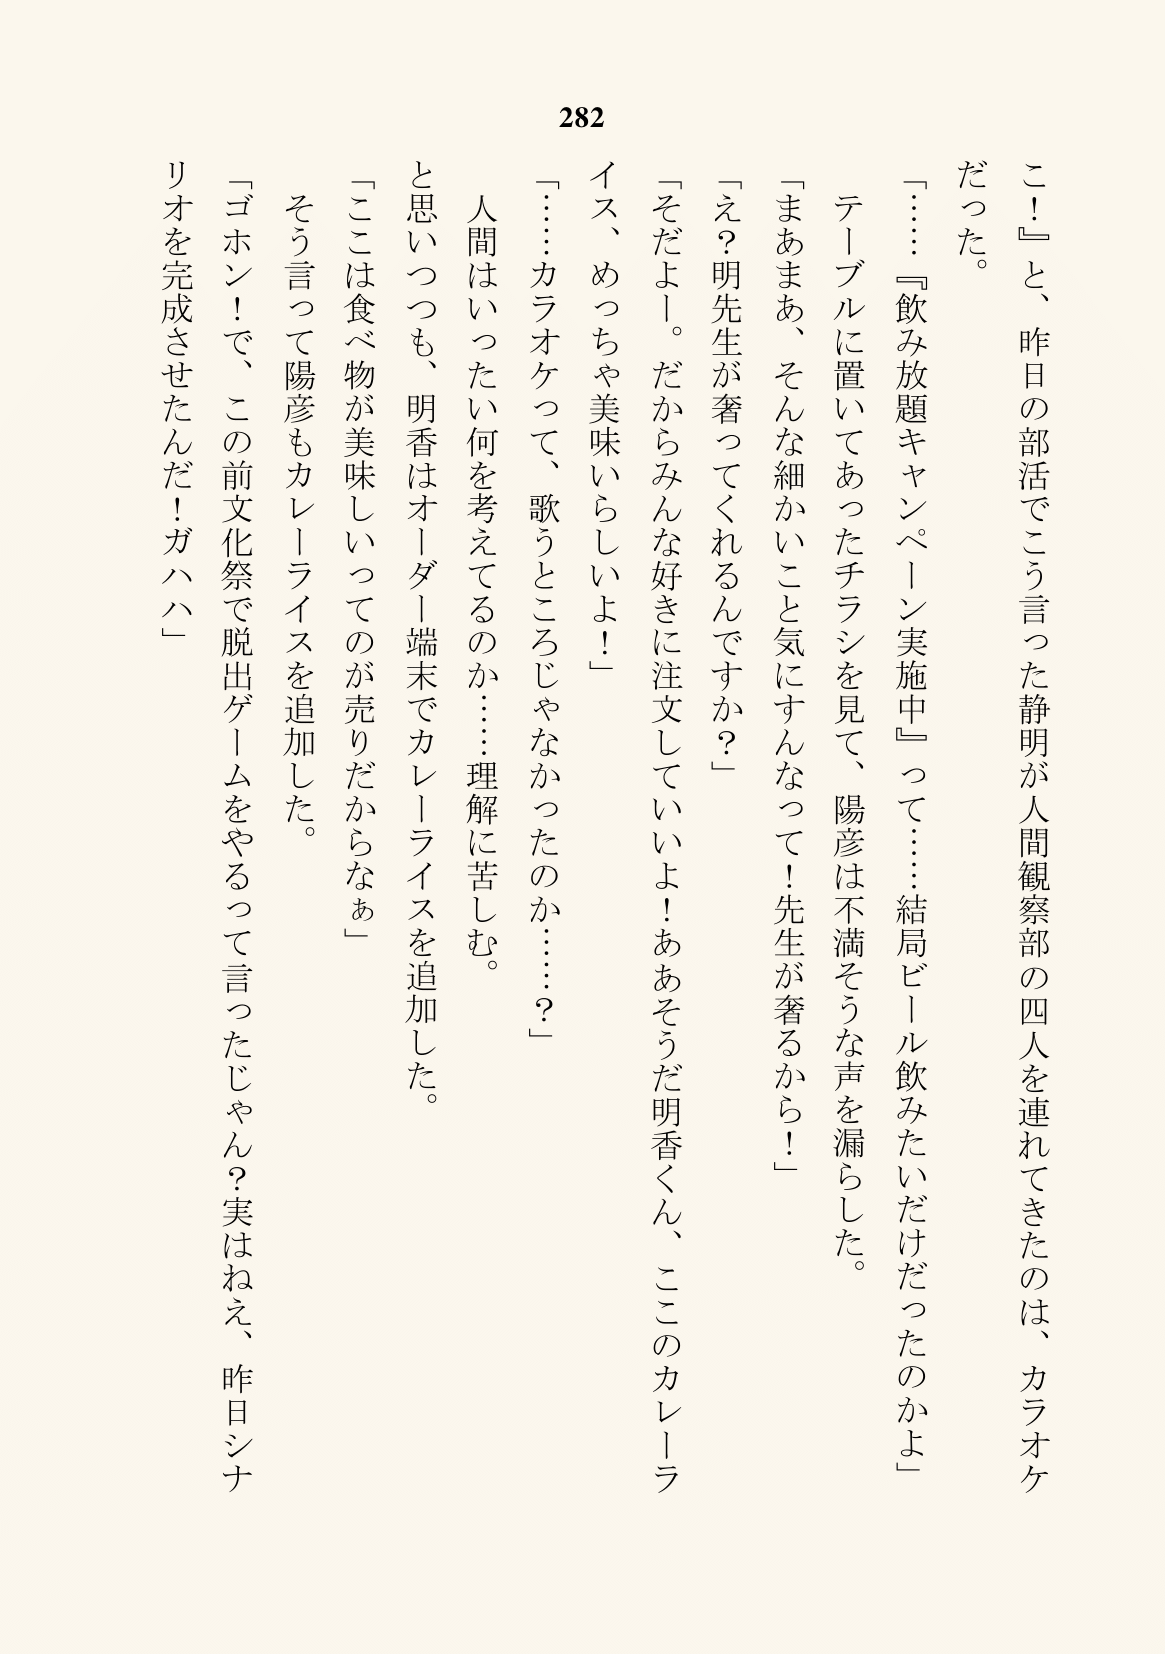 282
こ！』と、昨日の部活でこう言った静明が人間観察部の四人を連れてきたのは、カラオケ
だった。
「……『飲み放題キャンペーン実施中』って……結局ビール飲みたいだけだったのかよ」
テーブルに置いてあったチラシを見て、陽彦は不満そうな声を漏らした。
「まあまあ、そんな細かいこと気にすんなって！先生が奢るから！」
「え？明先生が奢ってくれるんですか？」
「そだよー。だからみんな好きに注文していいよ！ああそうだ明香くん、ここのカレーラ
イス、めっちゃ美味いらしいよ！」
「……カラオケって、歌うところじゃなかったのか……？」
人間はいったい何を考えてるのか……理解に苦しむ。
と思いつつも、明香はオーダー端末でカレーライスを追加した。
「ここは食べ物が美味しいってのが売りだからなぁ」
そう言って陽彦もカレーライスを追加した。
「ゴホン！で、この前文化祭で脱出ゲームをやるって言ったじゃん？実はねえ、昨日シナ
リオを完成させたんだ！ガハハ」